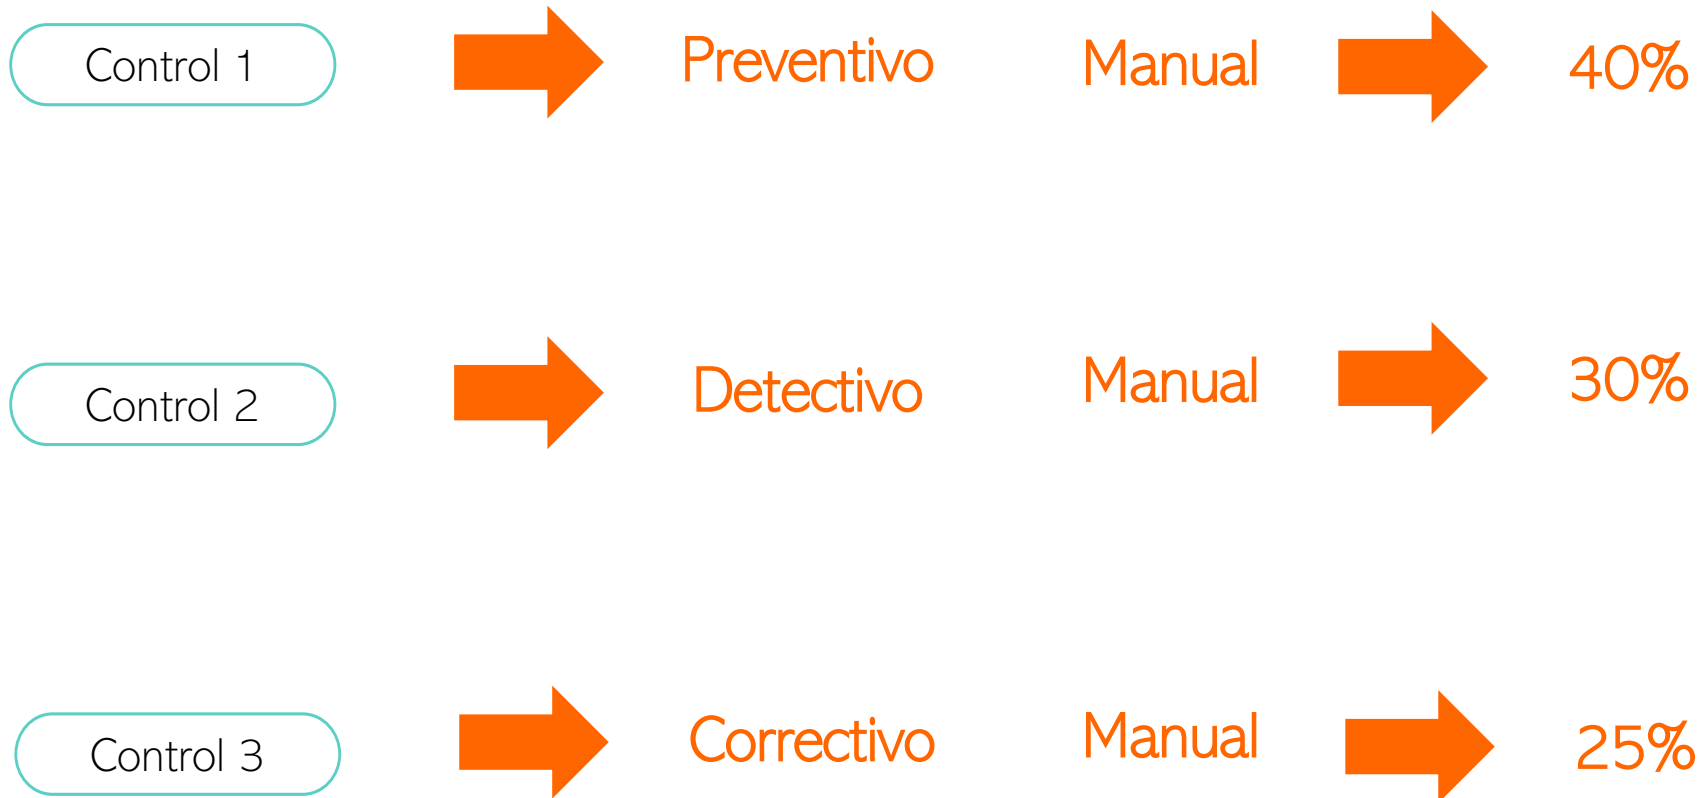 Control 1 Preventivo Manual 40%
Control 2 Detectivo Manual 30%
Control 3 Correctivo Manual 25%